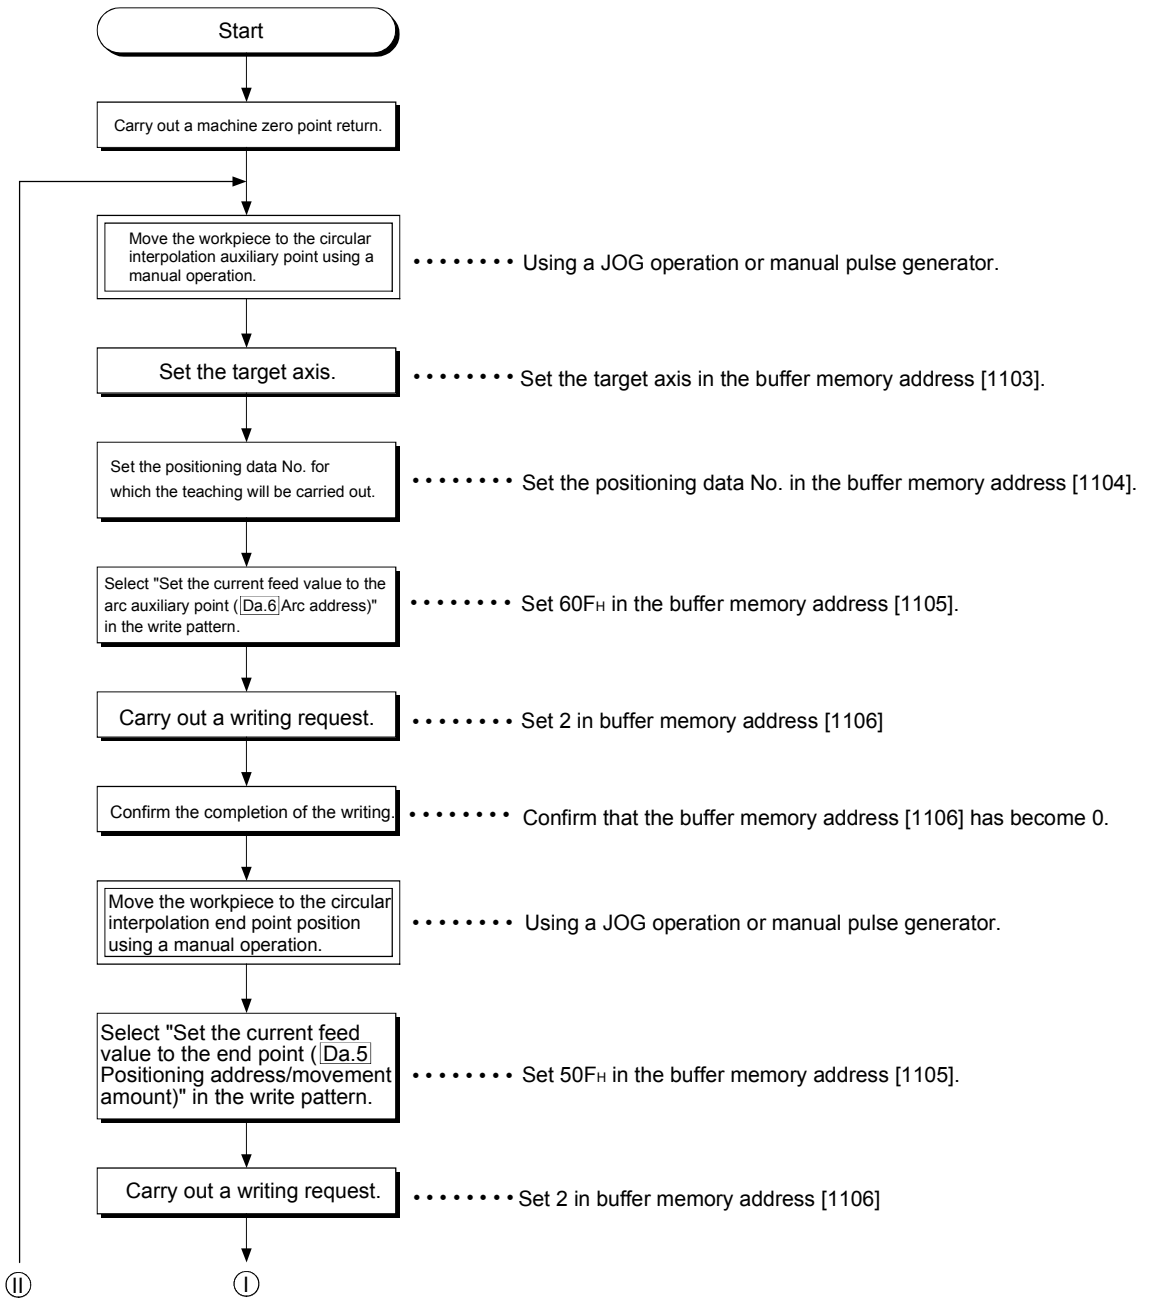 Start
Carry out a machine zero point return.
Move the workpiece to the circular
interpolation auxiliary point using a
manual operation.
•••••••• Using a JOG operation or manual pulse generator.
Set the target axis.
•••••••• Set the target axis in the buffer memory address [1103].
Set the positioning data No. for
which the teaching will be carried out.
•••••••• Set the positioning data No. in the buffer memory address [1104].
Select "Set the current feed value to the
arc auxiliary point (Da.6 Arc address)"
in the write pattern.
•••••••• Set 60FH in the buffer memory address [1105].
Carry out a writing request.
•••••••• Set 2 in buffer memory address [1106]
Confirm the completion of the writing.
•••••••• Confirm that the buffer memory address [1106] has become 0.
Move the workpiece to the circular
interpolation end point position
using a manual operation.
•••••••• Using a JOG operation or manual pulse generator.
Select "Set the current feed
value to the end point (Da.5
Positioning address/movement
amount)" in the write pattern.
•••••••• Set 50FH in the buffer memory address [1105].
Carry out a writing request.
•••••••• Set 2 in buffer memory address [1106]
II
I